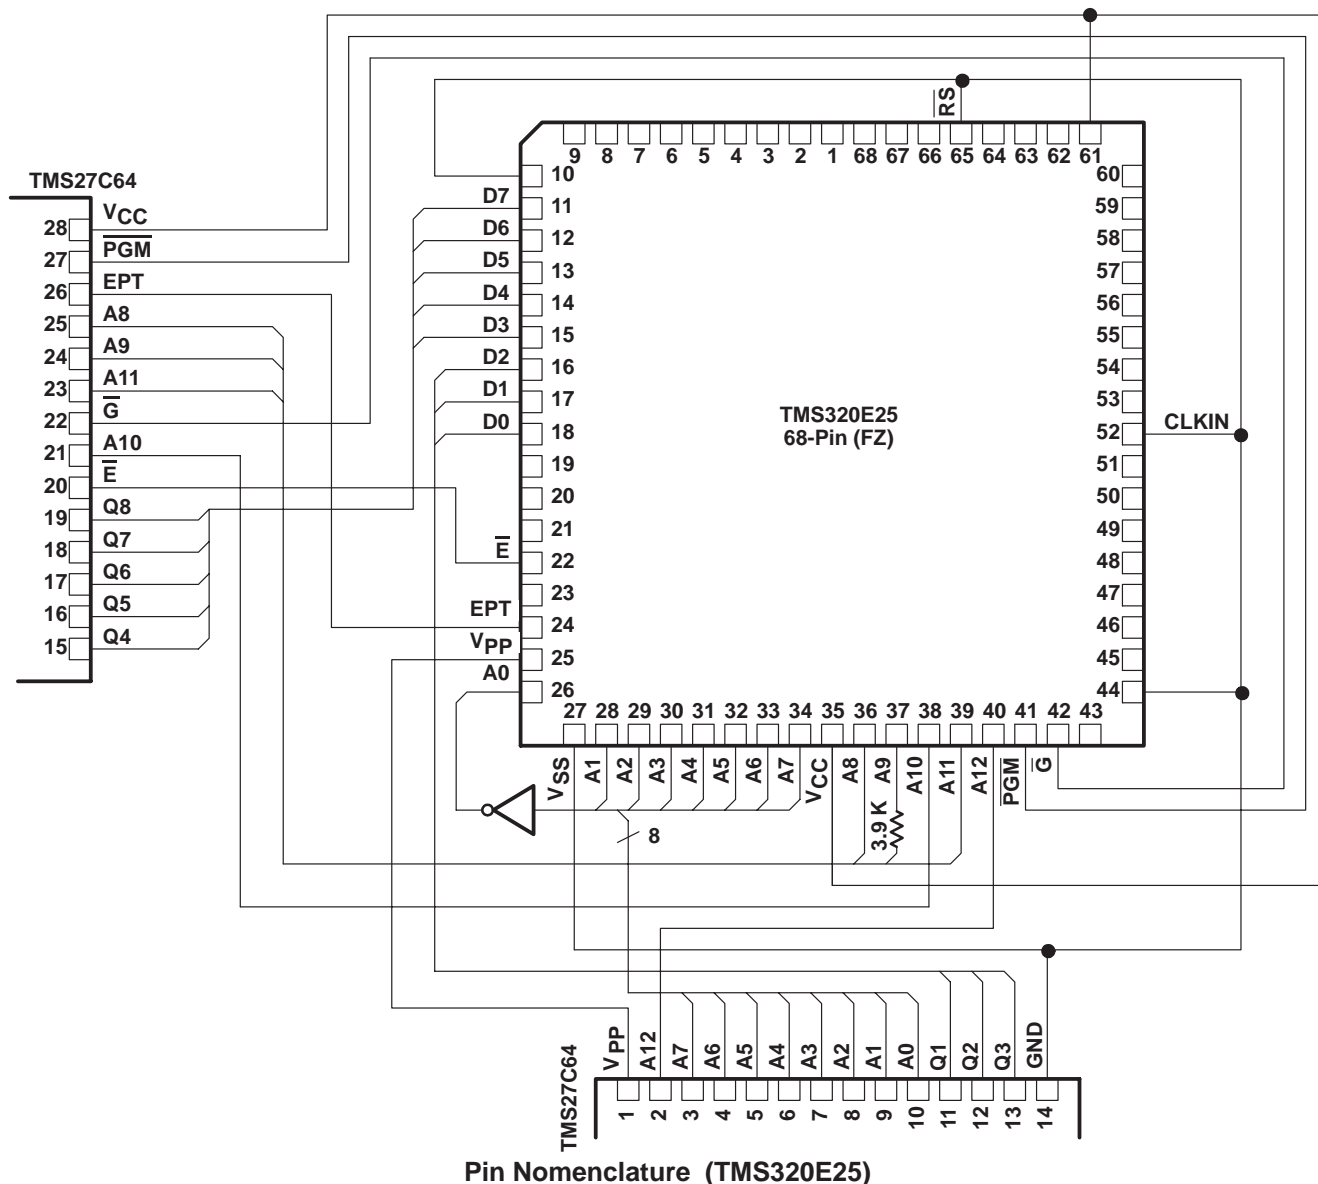 RS
9 8 7 6 5 4 3 2 1 68 67 66 65 64 63 62 61
TMS27C64
28 VCC
27 PGM
26 EPT
25 A8
24 A9
23 A11
22 G
21 A10
20 E
19 Q8
18 Q7
17 Q6
16 Q5
15 Q4
10
D7 11
D6 12
D5 13
D4 14
D3 15
D2 16
D1 17
D0 18
19
20
21
E 22
23
EPT 24
VPP 25
A0 26
TMS320E25
68-Pin (FZ)
60
59
58
57
56
55
54
53
52 CLKIN
51
50
49
48
47
46
45
44
27 28 29 30 31 32 33 34 35 36 37 38 39 40 41 42 43
VSS A1 A2 A3 A4 A5 A6 A7 VCC A8 A9 A10 A11 A12 PGM G
8
3.9 K
TMS27C64
VPP A12 A7 A6 A5 A4 A3 A2 A1 A0 Q1 Q2 Q3 GND
1 2 3 4 5 6 7 8 9 10 11 12 13 14
Pin Nomenclature (TMS320E25)